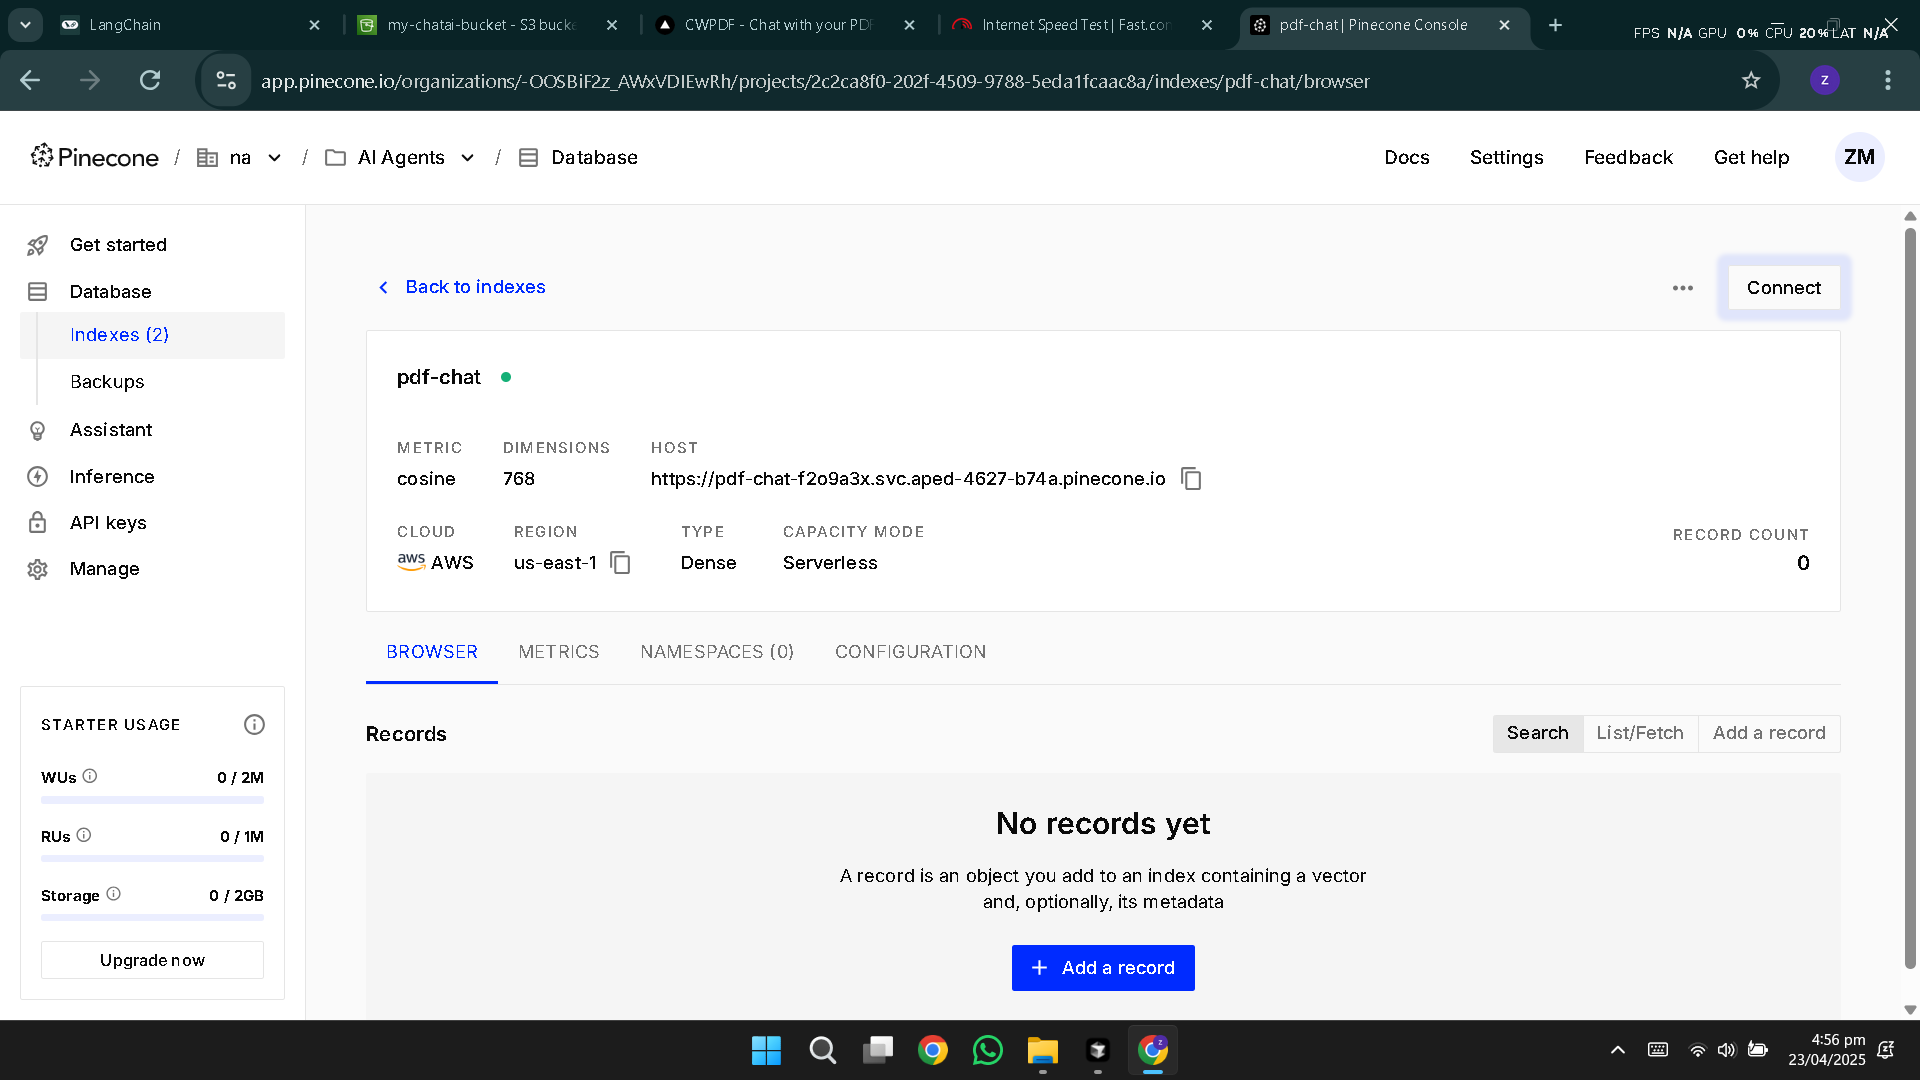 LangChain
my-chatai-bucket - S3 bucke
CWPDF - Chat with your PDF
Internet Speed Test | Fast.com
pdf-chat | Pinecone Console
FPS N/A GPU 0% CPU 20% LAT N/A
app.pinecone.io/organizations/-OOSBiF2z_AWxVDIEwRh/projects/2c2ca8f0-202f-4509-9788-5eda1fcaac8a/indexes/pdf-chat/browser
Z
Pinecone / na / AI Agents / Database
Docs
Settings
Feedback
Get help
ZM
Get started
Database
Indexes (2)
Backups
Assistant
Inference
API keys
Manage
STARTER USAGE
WUs 0 / 2M
RUs 0 / 1M
Storage 0 / 2GB
Upgrade now
Back to indexes
Connect
pdf-chat
METRIC DIMENSIONS HOST
cosine 768 https://pdf-chat-f2o9a3x.svc.aped-4627-b74a.pinecone.io
CLOUD REGION TYPE CAPACITY MODE RECORD COUNT
aws AWS us-east-1 Dense Serverless 0
BROWSER METRICS NAMESPACES (0) CONFIGURATION
Records
Search List/Fetch Add a record
No records yet
A record is an object you add to an index containing a vector
and, optionally, its metadata
+ Add a record
4:56 pm
23/04/2025